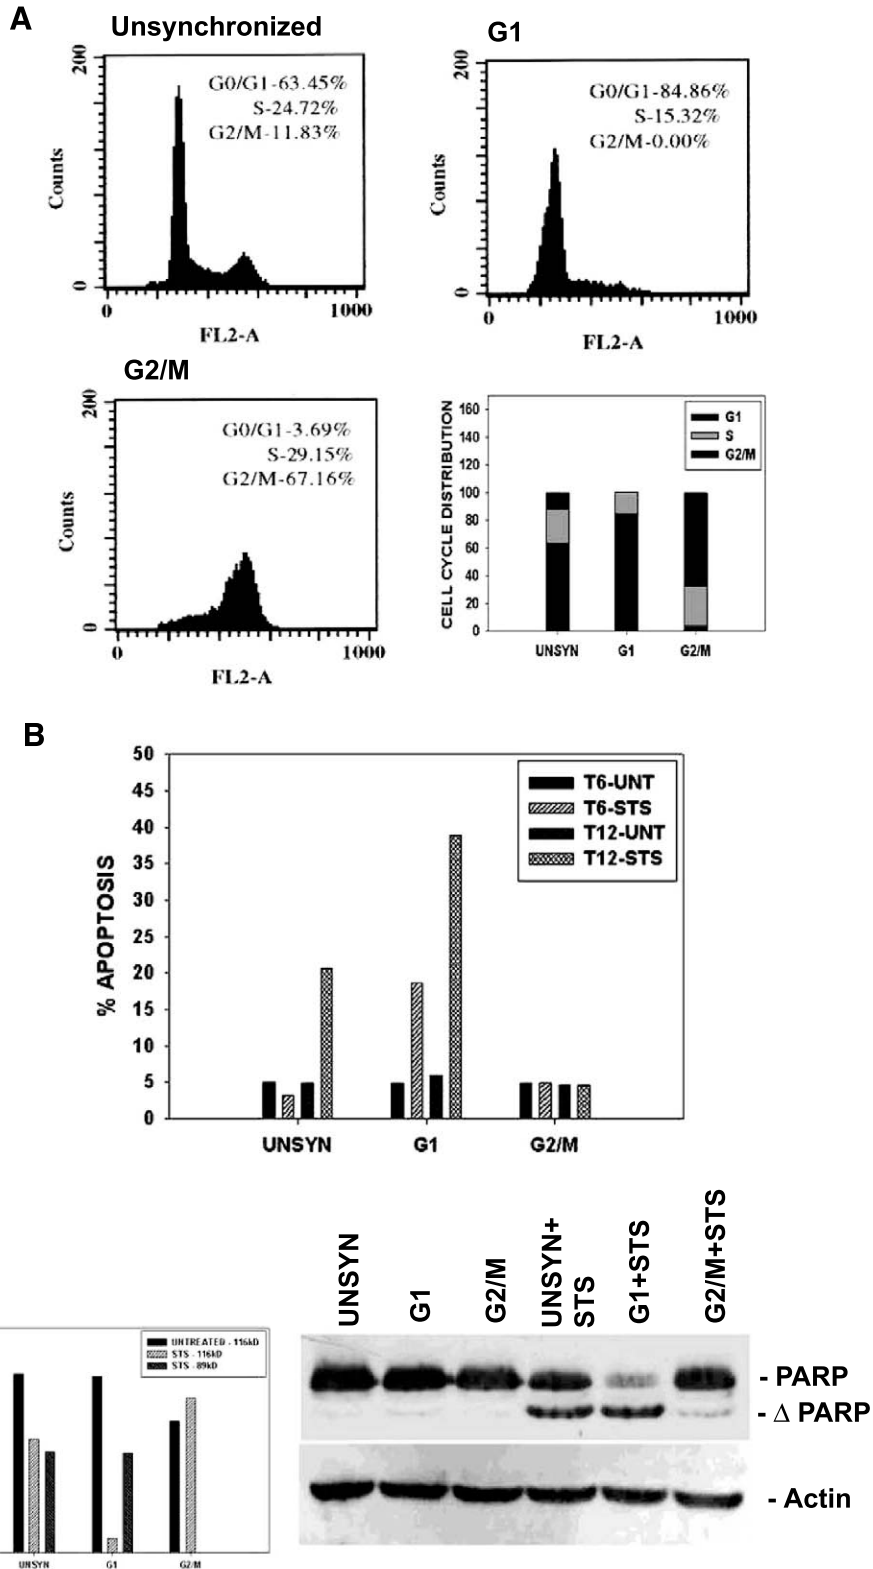 A
Unsynchronized
200
G0/G1-63.45%
S-24.72%
G2/M-11.83%
Counts
0
0 1000
FL2-A
G1
200
G0/G1-84.86%
S-15.32%
G2/M-0.00%
Counts
0
0 1000
FL2-A
G2/M
200
G0/G1-3.69%
S-29.15%
G2/M-67.16%
Counts
0
0 1000
FL2-A
CELL CYCLE DISTRIBUTION
160
140
120
100
80
60
40
20
0
G1
S
G2/M
UNSYN G1 G2/M
B
% APOPTOSIS
50
45
40
35
30
25
20
15
10
5
0
T6-UNT
T6-STS
T12-UNT
T12-STS
UNSYN G1 G2/M
UNTREATED - 116kD
STS - 116kD
STS - 89kD
UNSYN G1 G2/M
UNSYN
G1
G2/M
UNSYN+
STS
G1+STS
G2/M+STS
- PARP
- Δ PARP
- Actin